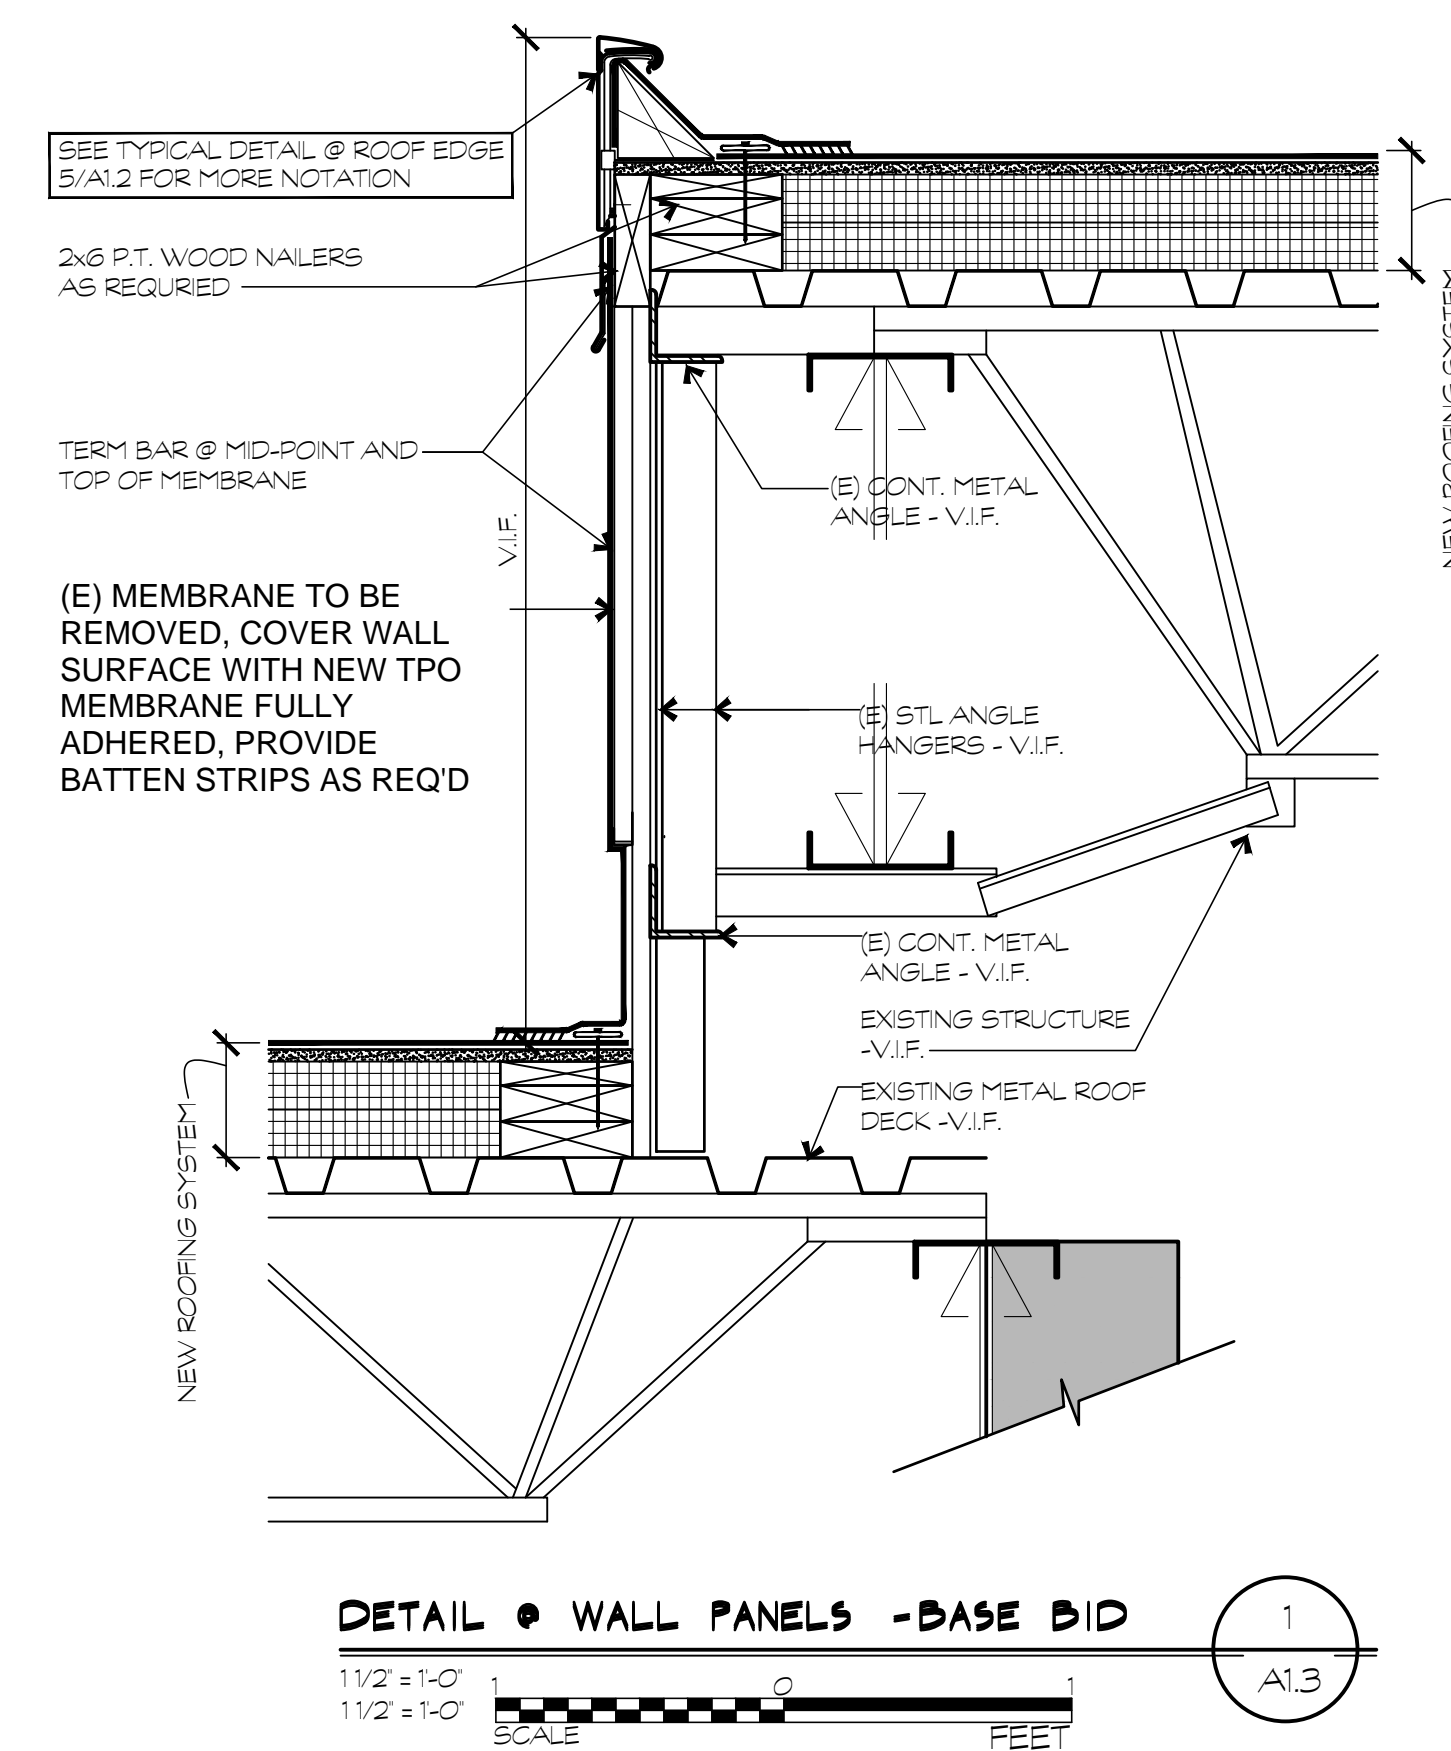 SEE TYPICAL DETAIL @ ROOF EDGE
5/A1.2 FOR MORE NOTATION
2x6 P.T. WOOD NAILERS
AS REQURIED
TERM BAR @ MID-POINT AND
TOP OF MEMBRANE
V.I.F.
(E) MEMBRANE TO BE
REMOVED, COVER WALL
SURFACE WITH NEW TPO
MEMBRANE FULLY
ADHERED, PROVIDE
BATTEN STRIPS AS REQ'D
(E) CONT. METAL
ANGLE - V.I.F.
NEW ROOFING SYSTEM
(E) STL ANGLE
HANGERS - V.I.F.
(E) CONT. METAL
ANGLE - V.I.F.
EXISTING STRUCTURE
-V.I.F.
EXISTING METAL ROOF
DECK -V.I.F.
NEW ROOFING SYSTEM
DETAIL @ WALL PANELS -BASE BID
1
A1.3
1 1/2" = 1'-0"
1 1/2" = 1'-0"
1 0 1
SCALE FEET